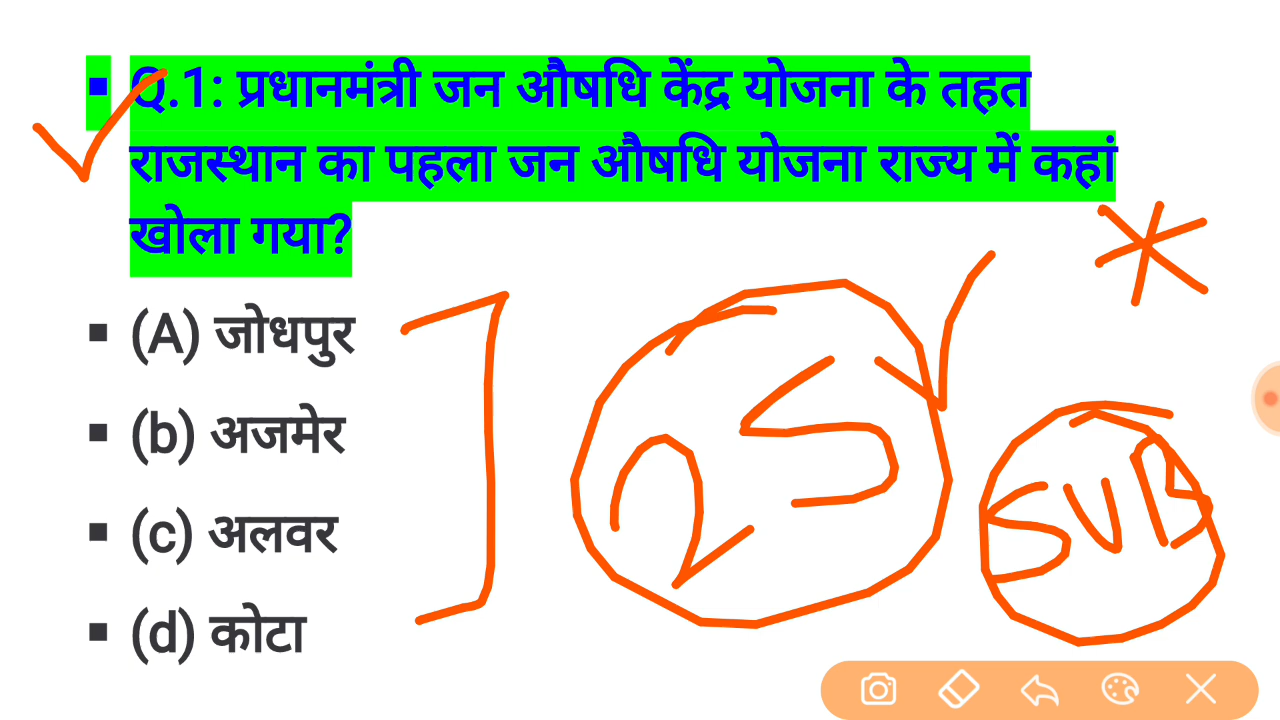 Q.1: प्रधानमंत्री जन औषधि केंद्र योजना के तहत
राजस्थान का पहला जन औषधि योजना राज्य में कहां
खोला गया?
(A) जोधपुर
(b) अजमेर
(c) अलवर
(d) कोटा
25
SUB